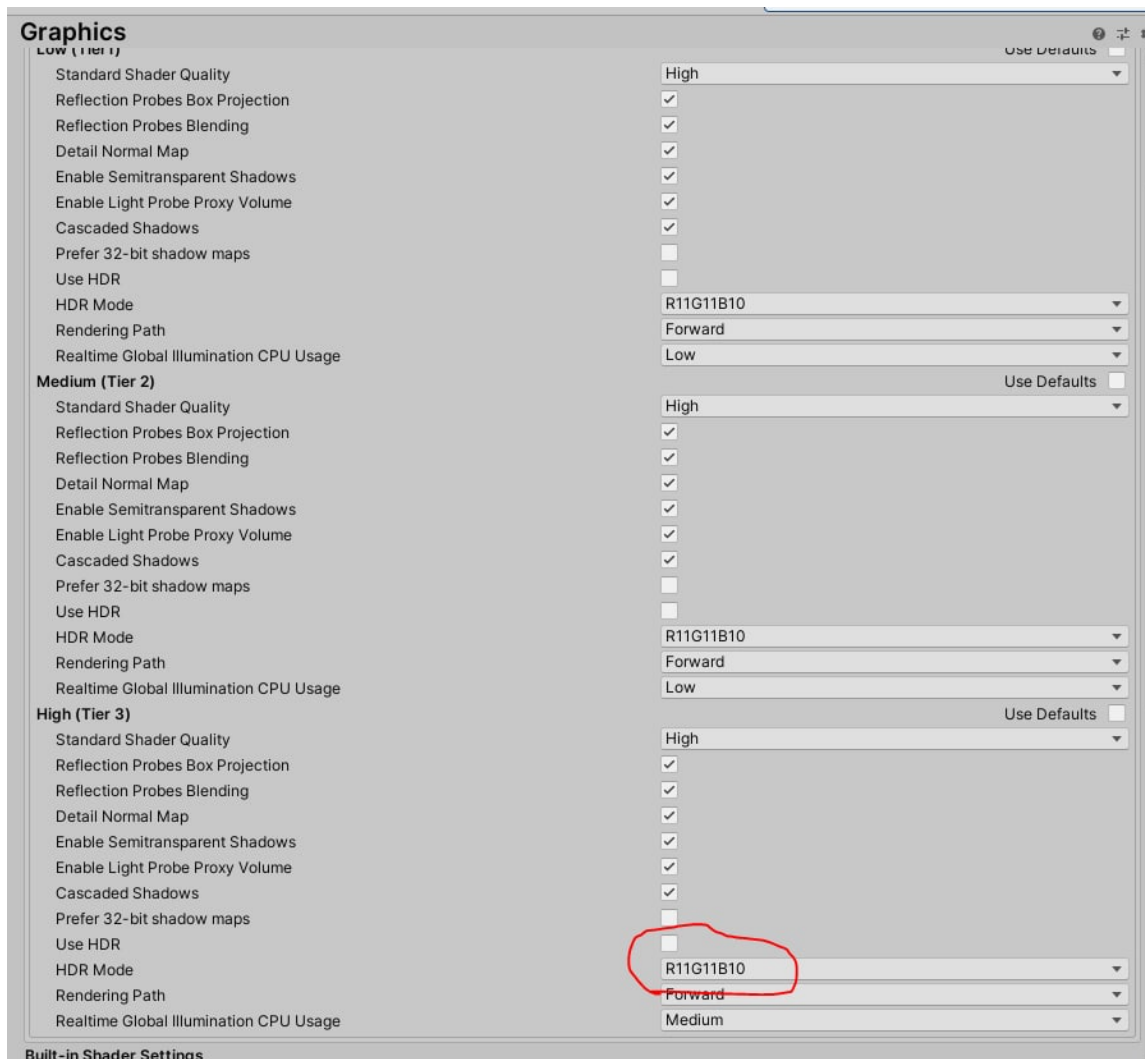 Graphics
Low (Tier 1) Use Defaults
Standard Shader Quality High
Reflection Probes Box Projection
Reflection Probes Blending
Detail Normal Map
Enable Semitransparent Shadows
Enable Light Probe Proxy Volume
Cascaded Shadows
Prefer 32-bit shadow maps
Use HDR
HDR Mode R11G11B10
Rendering Path Forward
Realtime Global Illumination CPU Usage Low
Medium (Tier 2) Use Defaults
Standard Shader Quality High
Reflection Probes Box Projection
Reflection Probes Blending
Detail Normal Map
Enable Semitransparent Shadows
Enable Light Probe Proxy Volume
Cascaded Shadows
Prefer 32-bit shadow maps
Use HDR
HDR Mode R11G11B10
Rendering Path Forward
Realtime Global Illumination CPU Usage Low
High (Tier 3) Use Defaults
Standard Shader Quality High
Reflection Probes Box Projection
Reflection Probes Blending
Detail Normal Map
Enable Semitransparent Shadows
Enable Light Probe Proxy Volume
Cascaded Shadows
Prefer 32-bit shadow maps
Use HDR
HDR Mode R11G11B10
Rendering Path Forward
Realtime Global Illumination CPU Usage Medium
Built-in Shader Settings